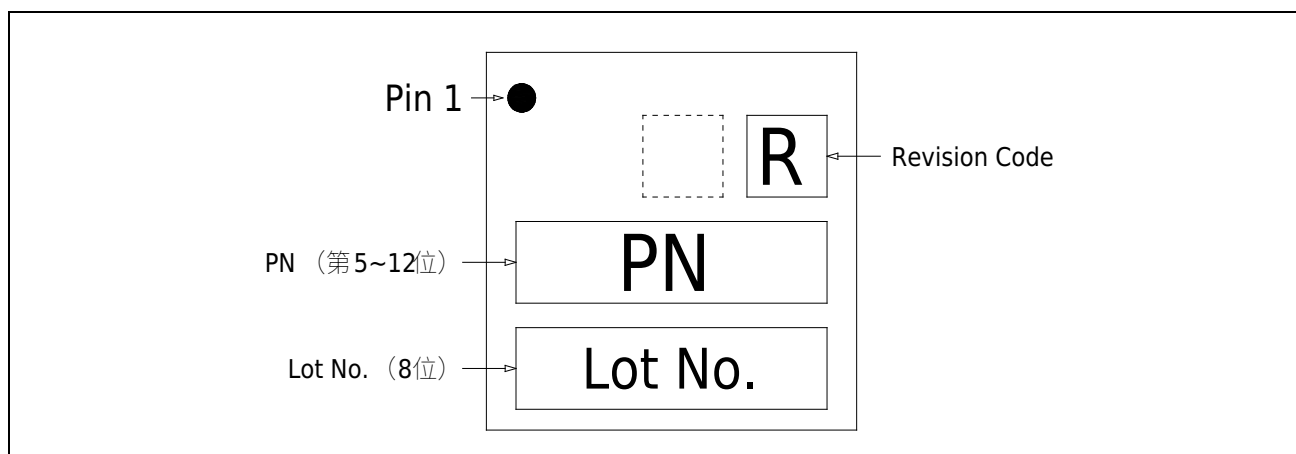 Pin 1
R
Revision Code
PN （第5~12位）
PN
Lot No. （8位）
Lot No.